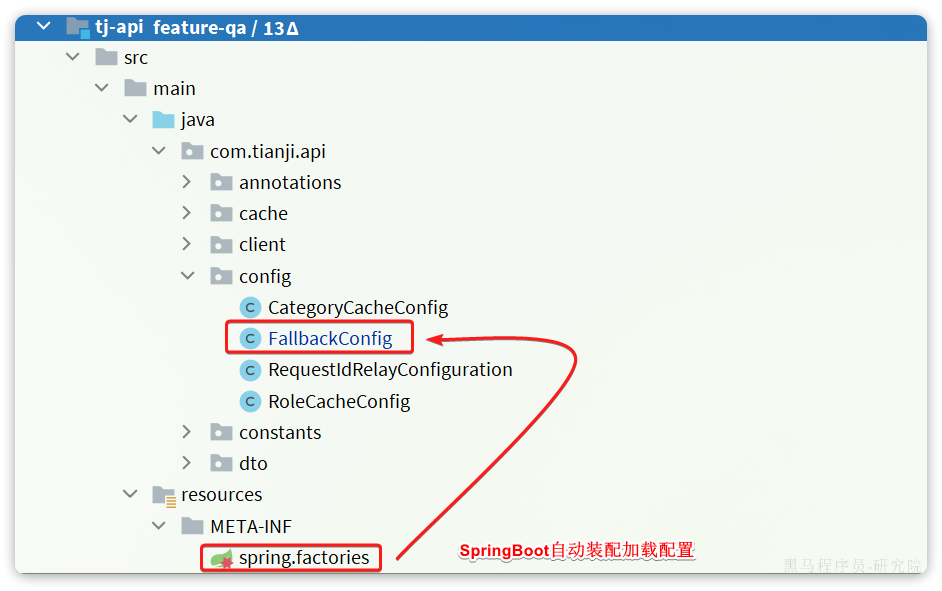 tj-api feature-qa / 13Δ
src
main
java
com.tianji.api
annotations
cache
client
config
C CategoryCacheConfig
C FallbackConfig
C RequestIdRelayConfiguration
C RoleCacheConfig
constants
dto
resources
META-INF
spring.factories
SpringBoot自动装配加载配置
黑马程序员-研究院